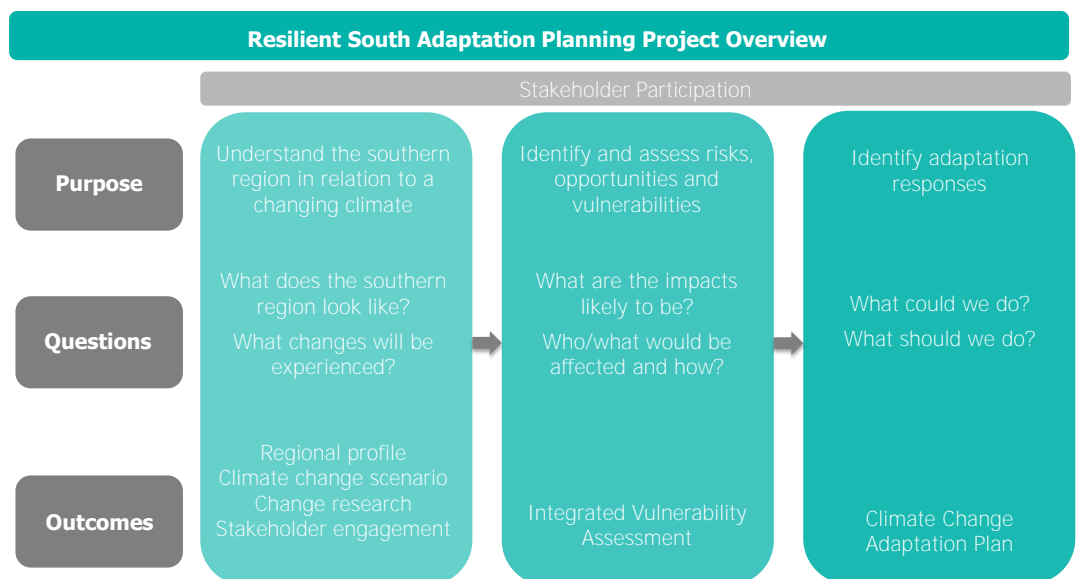 Resilient South Adaptation Planning Project Overview
Stakeholder Participation
Purpose
Understand the southern
region in relation to a
changing climate
Identify and assess risks,
opportunities and
vulnerabilities
Identify adaptation
responses
Questions
What does the southern
region look like?
What changes will be
experienced?
What are the impacts
likely to be?
Who/what would be
affected and how?
What could we do?
What should we do?
Outcomes
Regional profile
Climate change scenario
Change research
Stakeholder engagement
Integrated Vulnerability
Assessment
Climate Change
Adaptation Plan